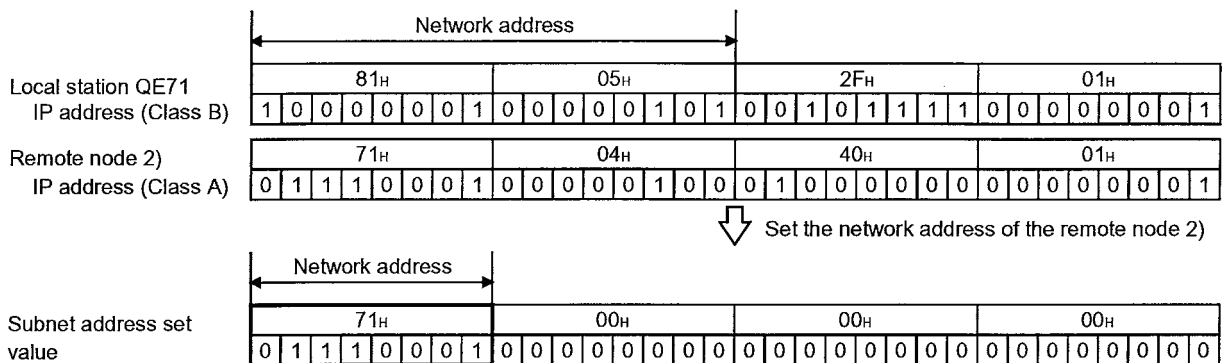 Network address
81H 05H 2FH 01H
Local station QE71
IP address (Class B) 1 0 0 0 0 0 0 1 0 0 0 0 0 1 0 1 0 0 1 0 1 1 1 1 0 0 0 0 0 0 0 1
Remote node 2) 71H 04H 40H 01H
IP address (Class A) 0 1 1 1 0 0 0 1 0 0 0 0 0 1 0 0 0 1 0 0 0 0 0 0 0 0 0 0 0 0 0 1
Set the network address of the remote node 2)
Network address
Subnet address set 71H 00H 00H 00H
value 0 1 1 1 0 0 0 1 0 0 0 0 0 0 0 0 0 0 0 0 0 0 0 0 0 0 0 0 0 0 0 0